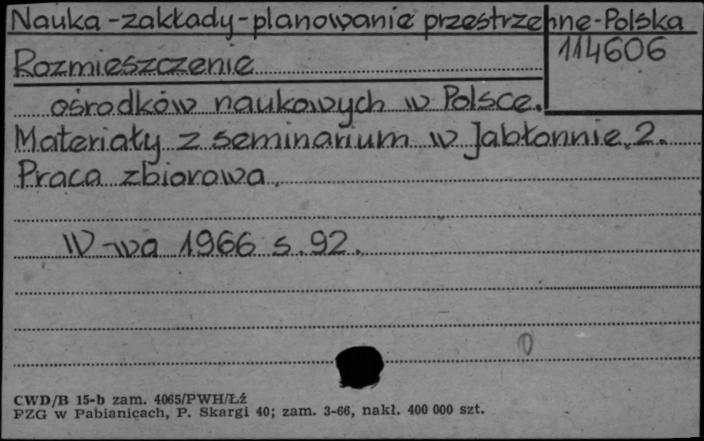 Nauka-zakłady-planowanie przestrzenne-Polska
114606
Rozmieszczenie
ośrodków naukowych w Polsce.
Materiały z seminarium w Jabłonnie. 2.
Praca zbiorowa.
W-wa 1966 s. 92.
0
CWD/B 15-b zam. 4065/PWH/Łź
PZG w Pabianicach, P. Skargi 40; zam. 3-66, nakł. 400 000 szt.